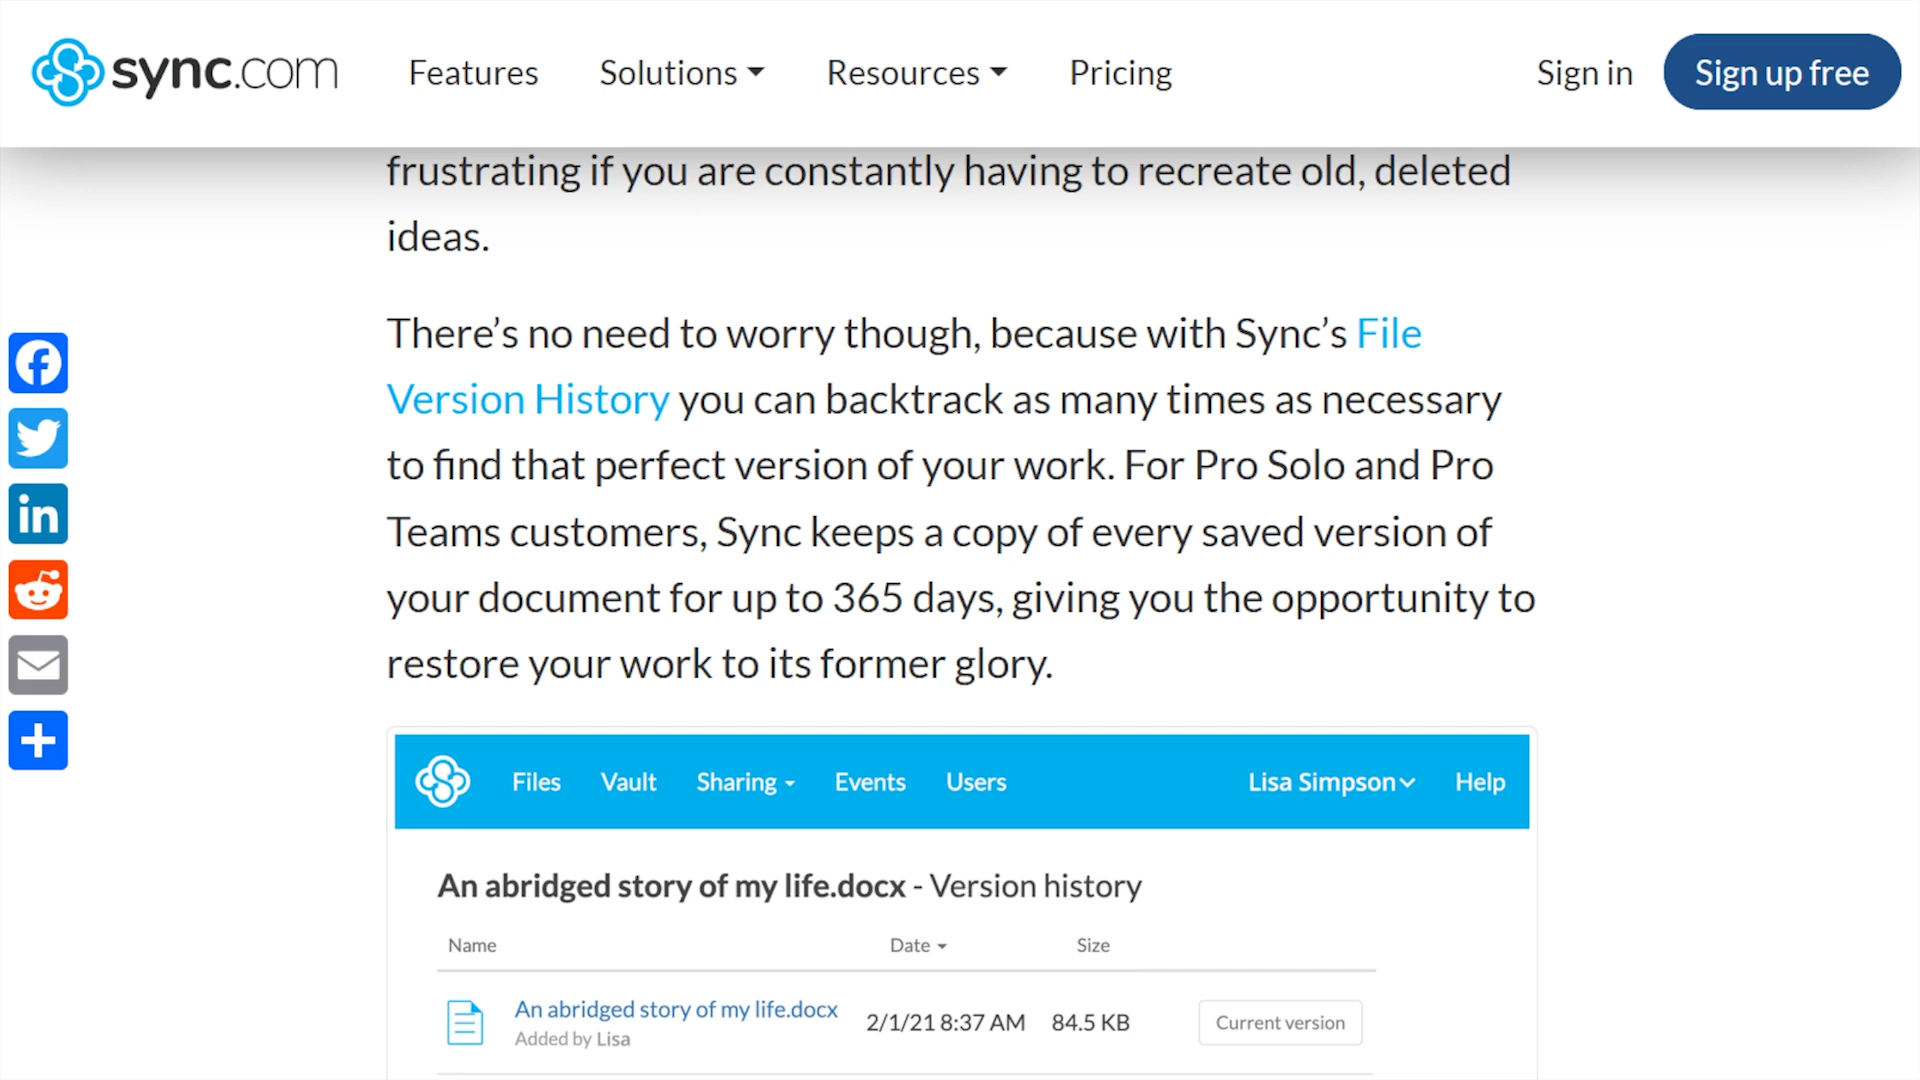 sync.com Features Solutions Resources Pricing Sign in Sign up free
frustrating if you are constantly having to recreate old, deleted
ideas.
There’s no need to worry though, because with Sync’s File
Version History you can backtrack as many times as necessary
to find that perfect version of your work. For Pro Solo and Pro
Teams customers, Sync keeps a copy of every saved version of
your document for up to 365 days, giving you the opportunity to
restore your work to its former glory.
in
Files Vault Sharing Events Users Lisa Simpson Help
An abridged story of my life.docx - Version history
Name Date Size
An abridged story of my life.docx 2/1/21 8:37 AM 84.5 KB Current version
Added by Lisa